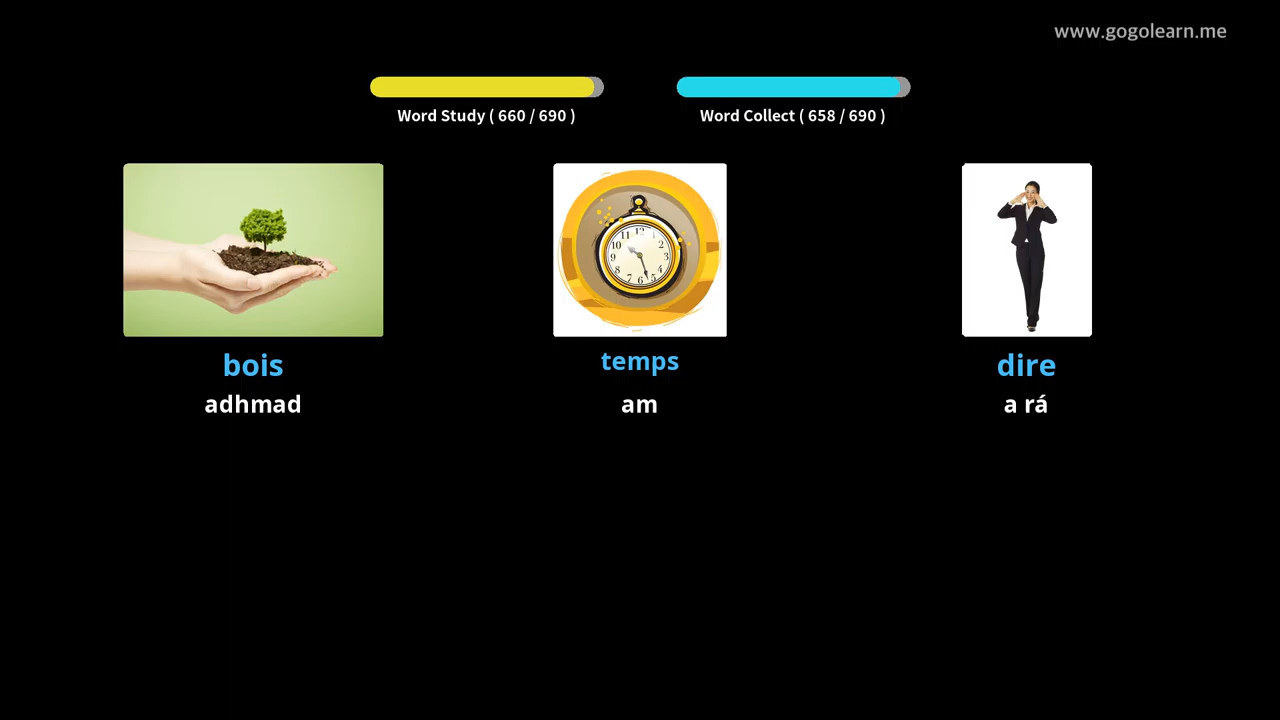 www.gogolearn.me
Word Study ( 660 / 690 )
Word Collect ( 658 / 690 )
bois
temps
dire
adhmad
am
a rá